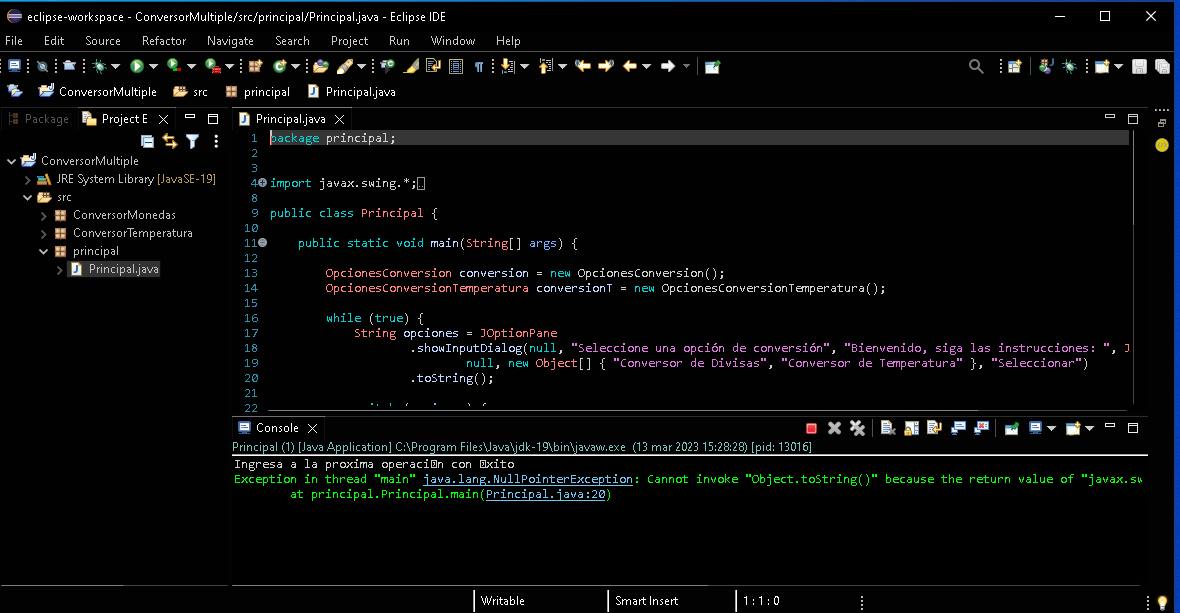 eclipse-workspace - ConversorMultiple/src/principal/Principal.java - Eclipse IDE
File Edit Source Refactor Navigate Search Project Run Window Help
ConversorMultiple src principal Principal.java
Package Project E Principal.java
ConversorMultiple
JRE System Library [JavaSE-19]
src
ConversorMonedas
ConversorTemperatura
principal
Principal.java
1 package principal;
2
3
4 import javax.swing.*;
8
9 public class Principal {
10
11 public static void main(String[] args) {
12
13 OpcionesConversion conversion = new OpcionesConversion();
14 OpcionesConversionTemperatura conversionT = new OpcionesConversionTemperatura();
15
16 while (true) {
17 String opciones = JOptionPane
18 .showInputDialog(null, "Seleccione una opción de conversión", "Bienvenido, siga las instrucciones: ", J
19 null, new Object[] { "Conversor de Divisas", "Conversor de Temperatura" }, "Seleccionar")
20 .toString();
21
22
Console
Principal (1) [Java Application] C:\Program Files\Java\jdk-19\bin\javaw.exe (13 mar 2023 15:28:28) [pid: 13016]
Ingresa a la proxima operaci�n con �xito
Exception in thread "main" java.lang.NullPointerException: Cannot invoke "Object.toString()" because the return value of "javax.sw
at principal.Principal.main(Principal.java:20)
Writable Smart Insert 1 : 1 : 0